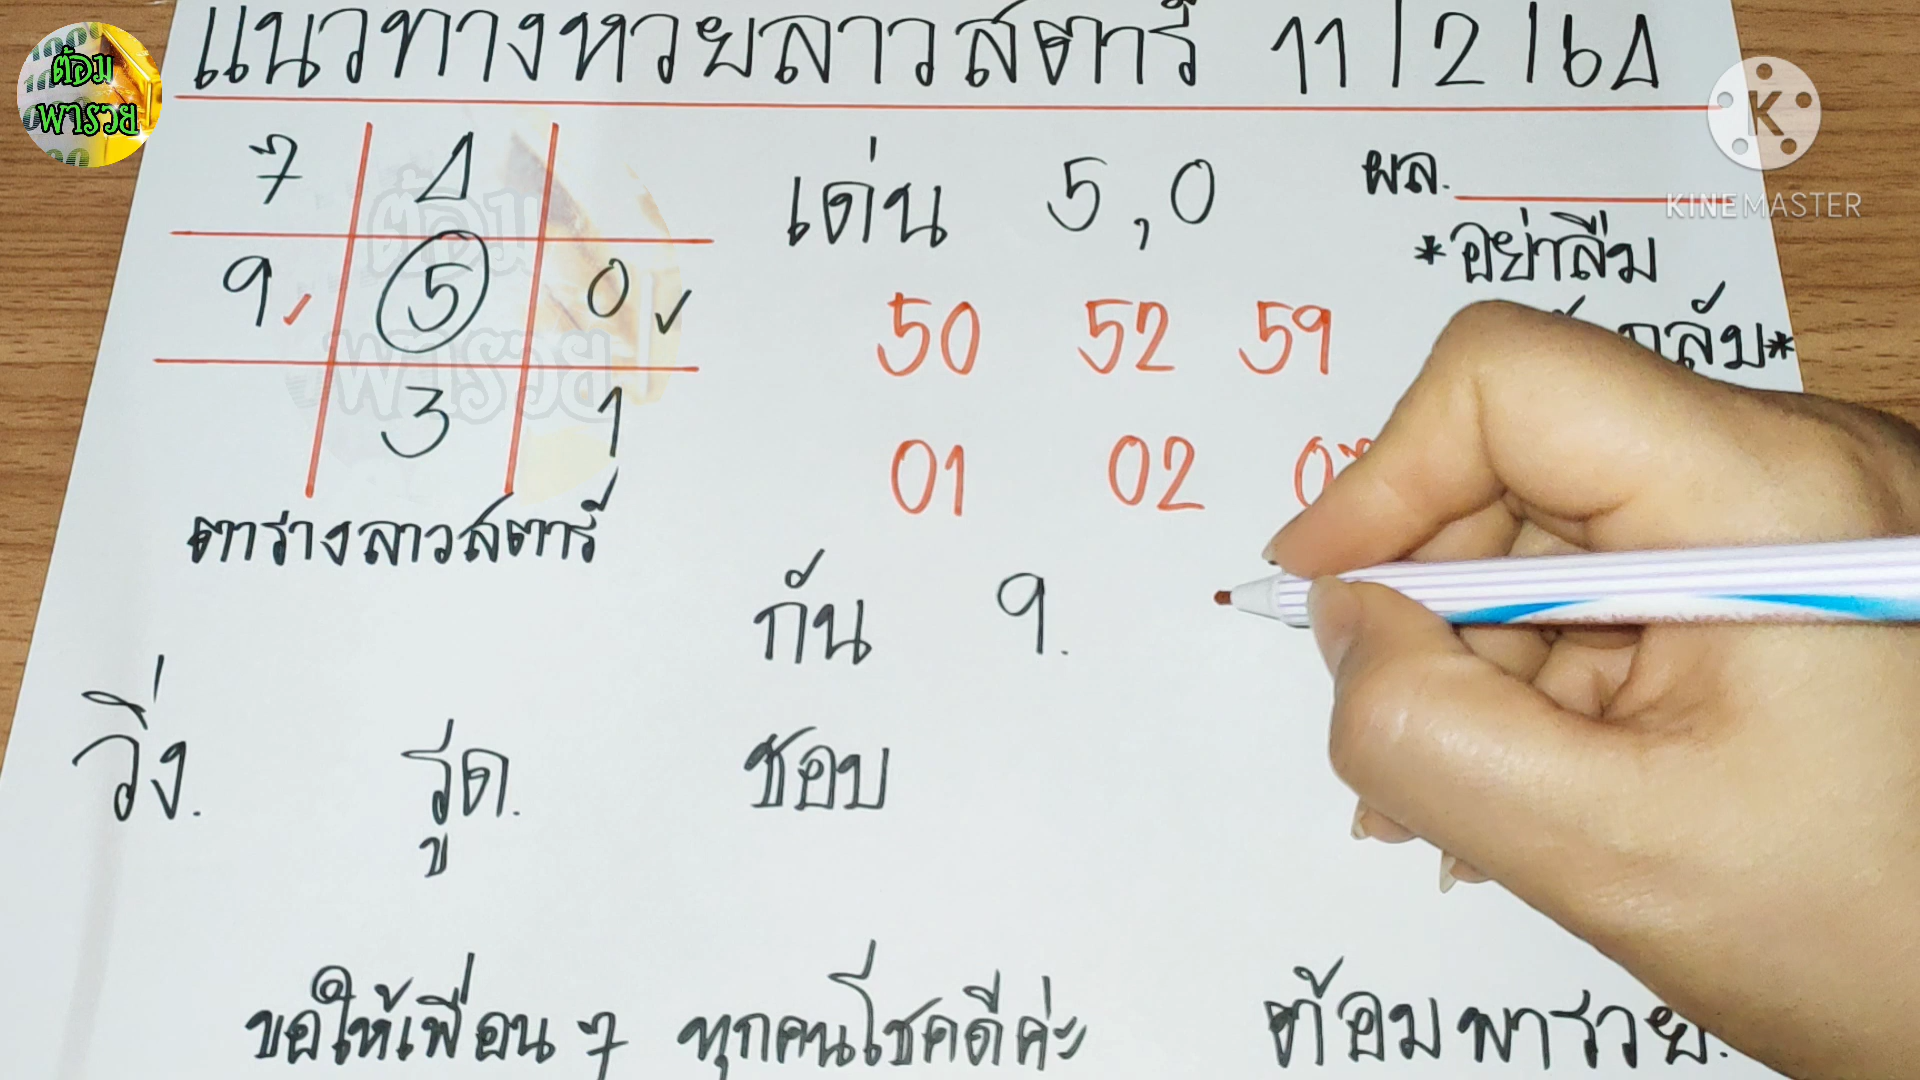 ต้อม
พารวย
แนวทางหวยลาวสตาร์ 11/2/64
KINEMASTER
7 4
9 5 0
3 1
ตารางลาวสตาร์
เด่น 5,0
ผล.
*อย่าลืม
กลับ*
50 52 59
01 02
กัน 9.
วิ่ง. รูด. ชอบ
ขอให้เพื่อน ๆ ทุกคนโชคดีค่ะ ต้อมพารวย.